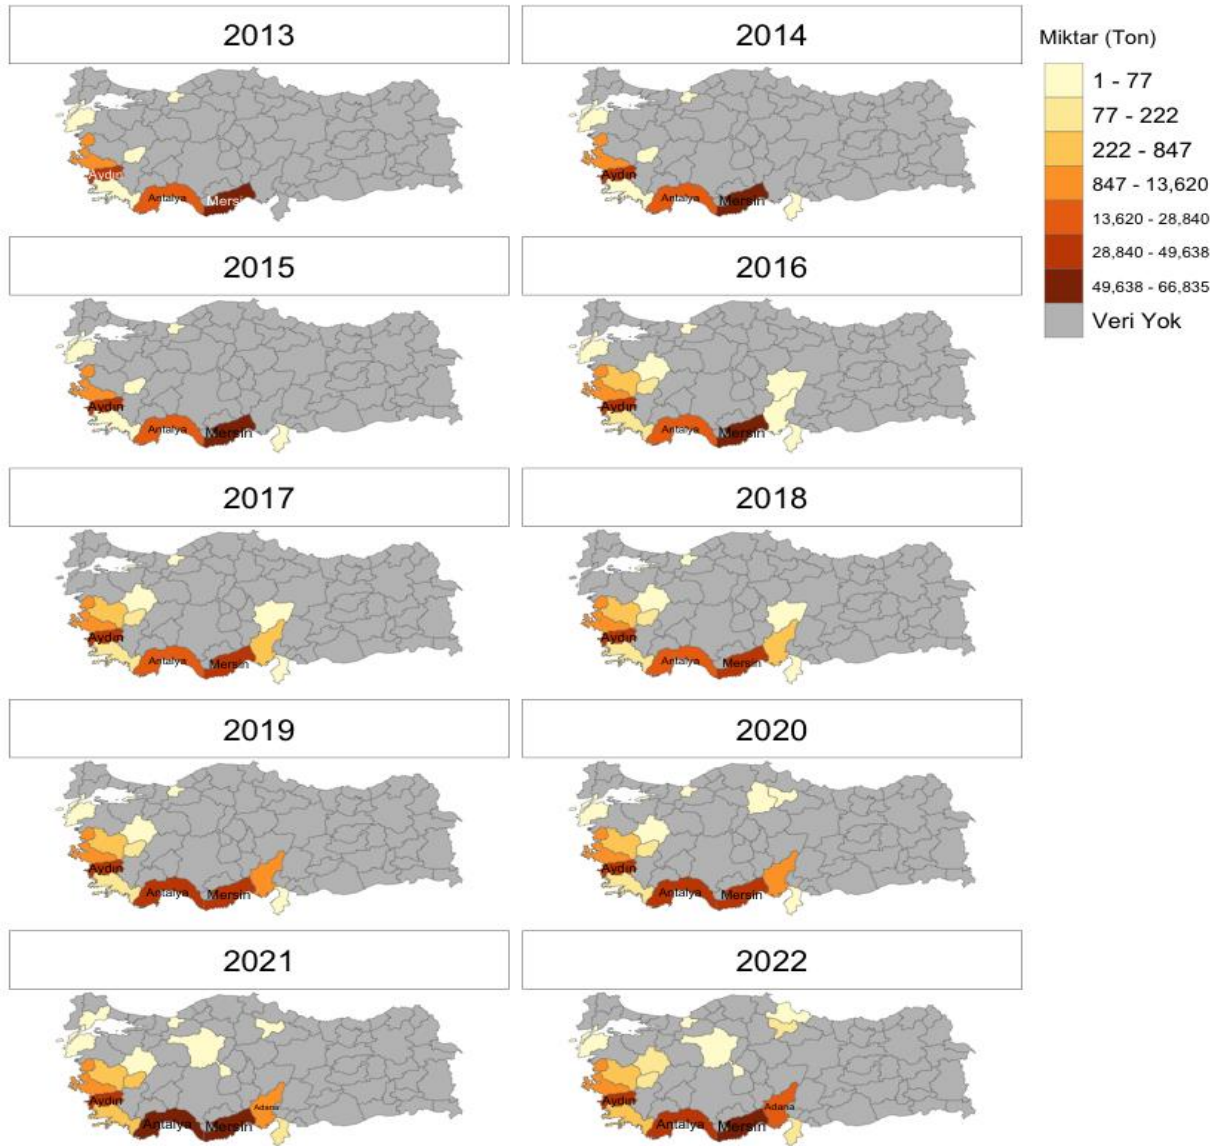 2013
2014
Miktar (Ton)
1 - 77
77 - 222
222 - 847
847 - 13,620
13,620 - 28,840
28,840 - 49,638
49,638 - 66,835
Veri Yok
Aydın
Antalya
Mersin
Aydın
Antalya
Mersin
2015
2016
Aydın
Antalya
Mersin
Aydın
Antalya
Mersin
2017
2018
Aydın
Antalya
Mersin
Aydın
Antalya
Mersin
2019
2020
Aydın
Antalya
Mersin
Aydın
Antalya
Mersin
2021
2022
Aydın
Antalya
Mersin
Adana
Aydın
Antalya
Mersin
Adana